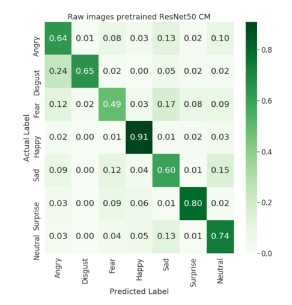 Raw images pretrained ResNet50 CM
Angry 0.64 0.01 0.08 0.03 0.13 0.02 0.10
Disgust 0.24 0.65 0.02 0.00 0.05 0.02 0.02
Fear 0.12 0.02 0.49 0.03 0.17 0.08 0.09
Happy 0.02 0.00 0.01 0.91 0.01 0.02 0.03
Sad 0.09 0.00 0.12 0.04 0.60 0.01 0.15
Surprise 0.03 0.00 0.09 0.06 0.01 0.80 0.02
Neutral 0.03 0.00 0.04 0.05 0.13 0.01 0.74
Angry Disgust Fear Happy Sad Surprise Neutral
Actual Label
Predicted Label
0.8
0.6
0.4
0.2
0.0